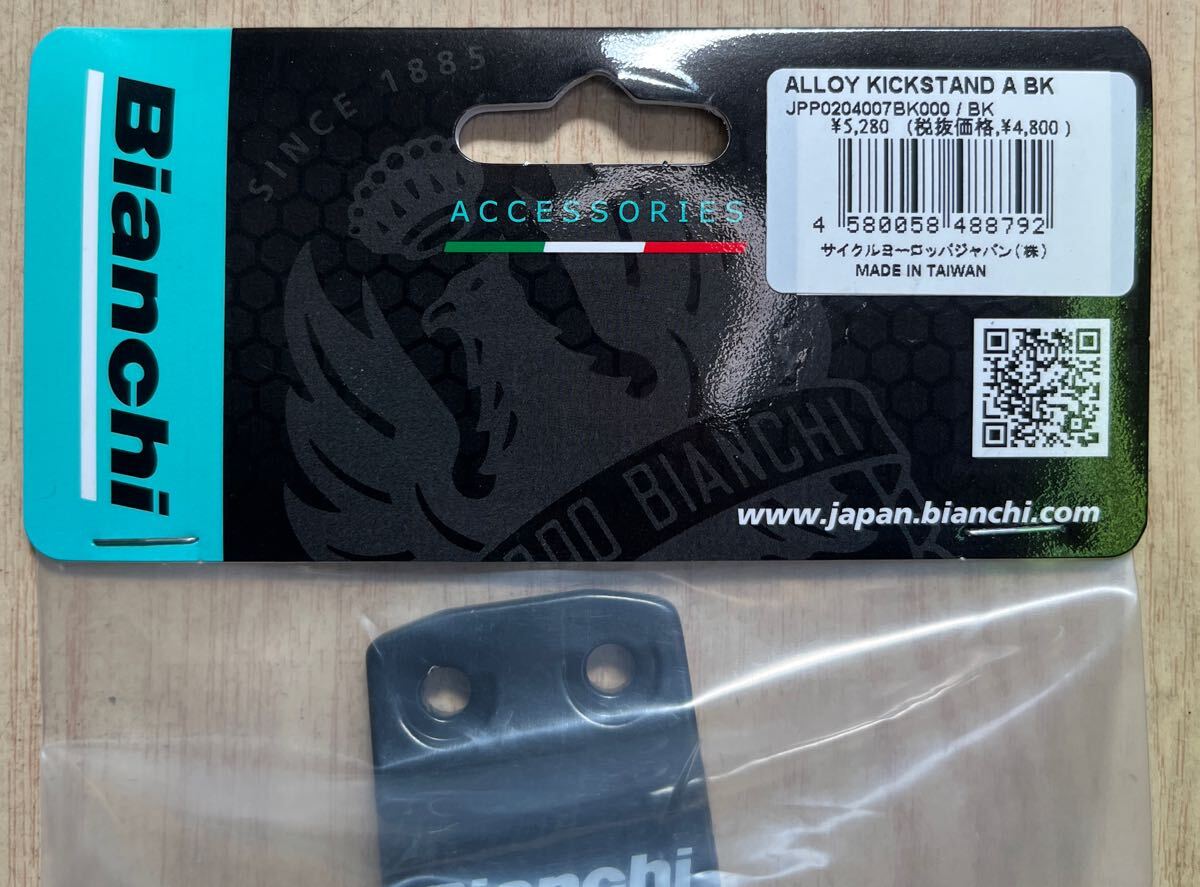 Bianchi
SINCE 1885
ACCESSORIES
ALLOY KICKSTAND A BK
JPP0204007BK000 / BK
¥5,280 (税抜価格,¥4,800 )
4 580058 488792
サイクルヨーロッパジャパン(株)
MADE IN TAIWAN
BIANCHI
www.japan.bianchi.com
Bianchi